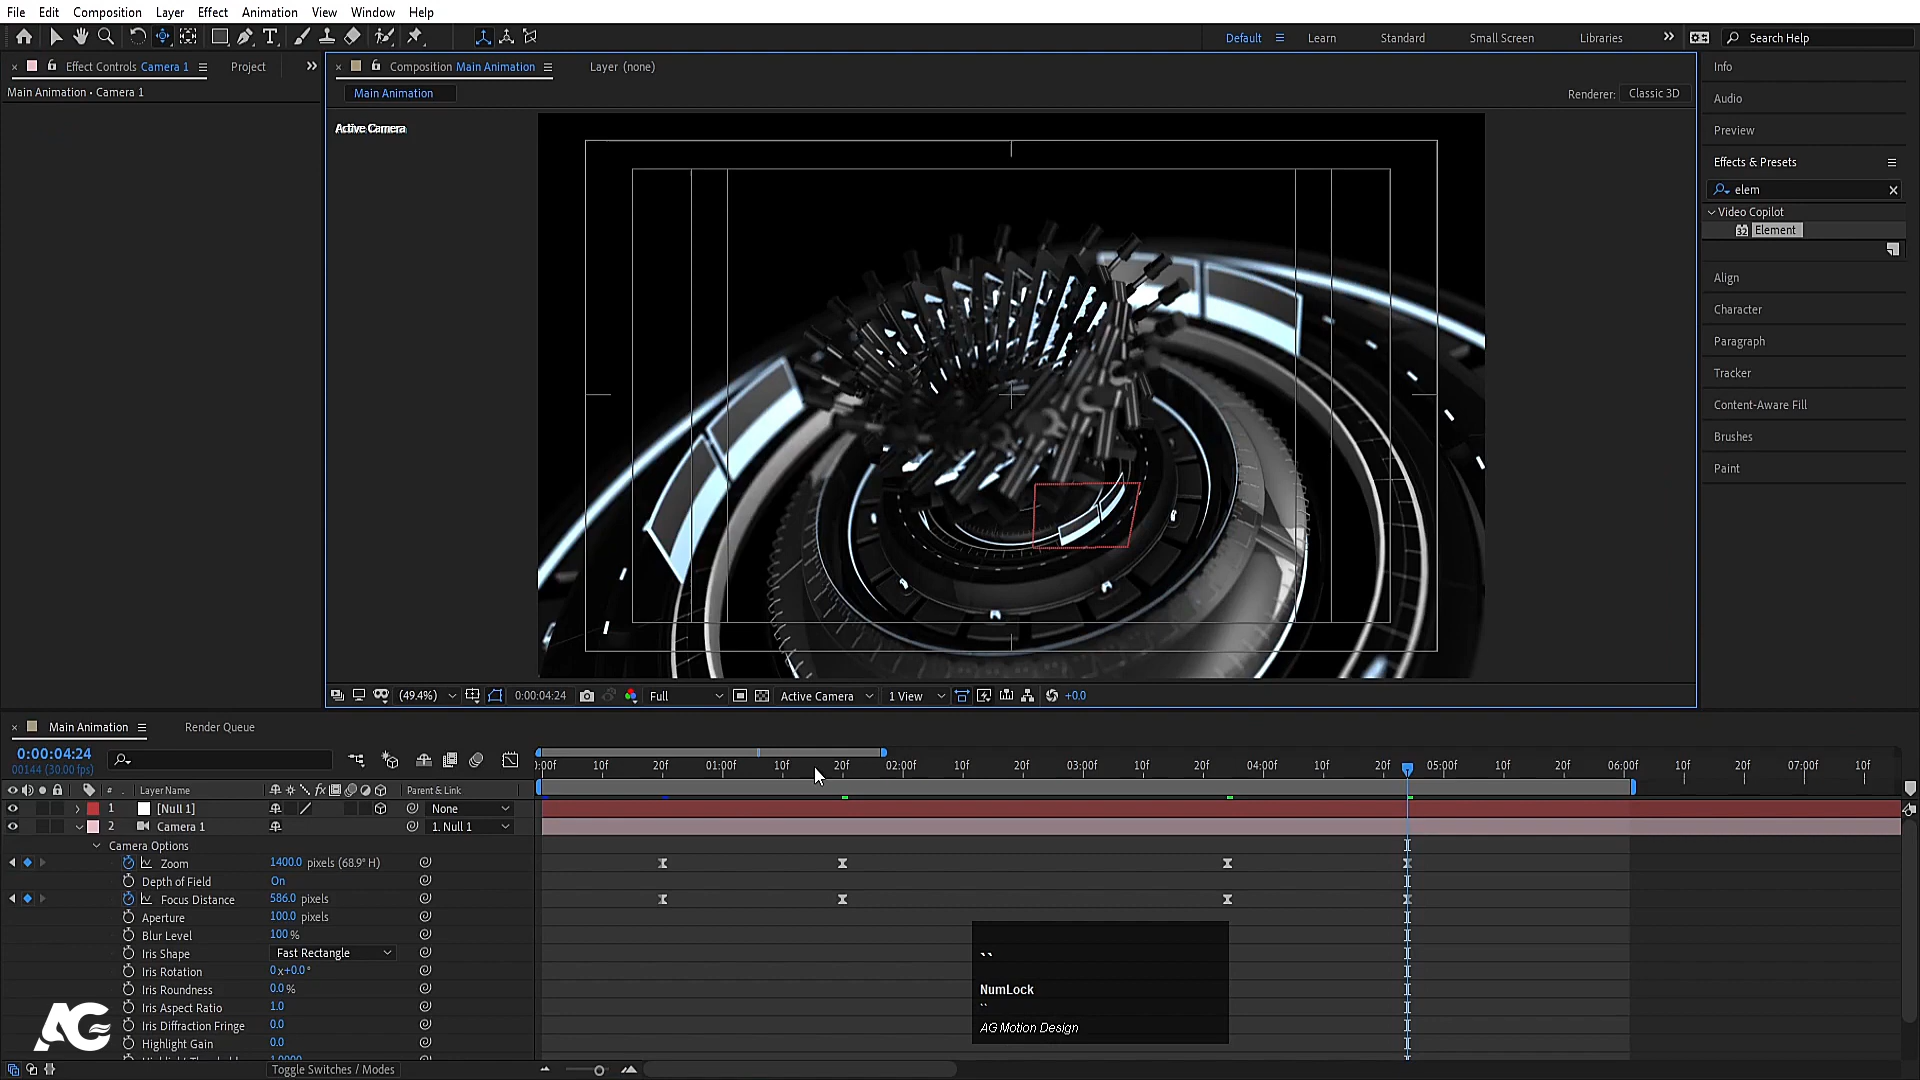 File Edit Composition Layer Effect Animation View Window Help
Default Learn Standard Small Screen Libraries Search Help
Effect Controls Camera 1 Project
Composition Main Animation Layer (none)
Main Animation • Camera 1
Main Animation
Renderer: Classic 3D
Active Camera
Info
Audio
Preview
Effects & Presets
elem
Video Copilot
Element
Align
Character
Paragraph
Tracker
Content-Aware Fill
Brushes
Paint
(49.4%) 0:00:04:24 Full Active Camera 1 View +0.0
Main Animation Render Queue
0:00:04:24
00144 (30.00 fps)
):00f 10f 20f 01:00f 10f 20f 02:00f 10f 20f 03:00f 10f 20f 04:00f 10f 20f 05:00f 10f 20f 06:00f 10f 20f 07:00f 10f
# . Layer Name fx Parent & Link
1 [Null 1] None
2 Camera 1 1. Null 1
Camera Options
Zoom 1400.0 pixels (68.9° H)
Depth of Field On
Focus Distance 586.0 pixels
Aperture 100.0 pixels
Blur Level 100 %
Iris Shape Fast Rectangle
Iris Rotation 0x+0.0°
Iris Roundness 0.0 %
Iris Aspect Ratio 1.0
Iris Diffraction Fringe 0.0
Highlight Gain 0.0
Toggle Switches / Modes
``
NumLock
``
AG Motion Design
AG